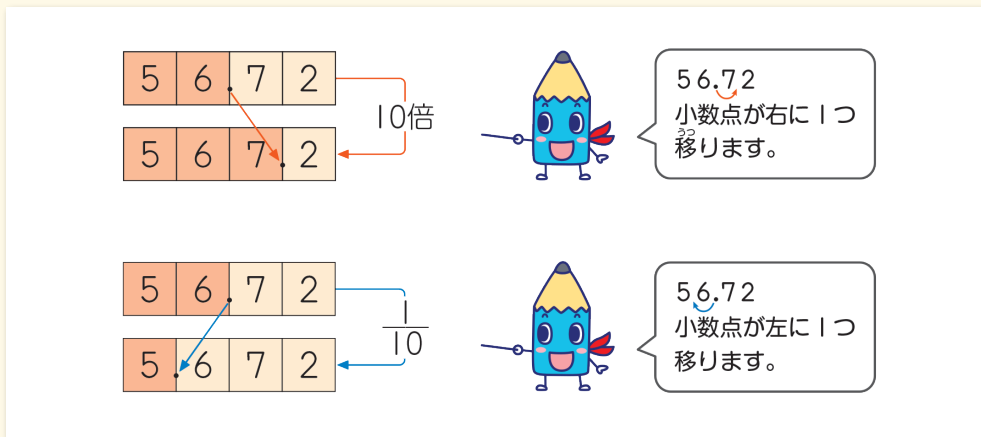 5 6.7 2
10倍
5 6 7.2
56.72
小数点が右に1つ
移ります。
うつ
5 6.7 2
1
10
5.6 7 2
56.72
小数点が左に1つ
移ります。